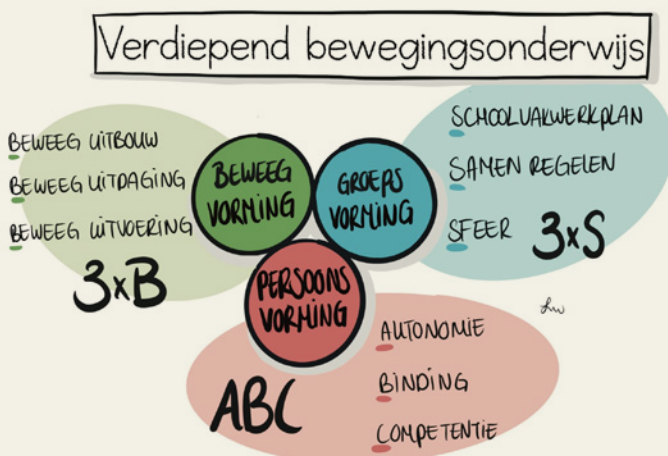 Verdiepend bewegingsonderwijs
BEWEEG UITBOUW
BEWEEG UITDAGING
BEWEEG UITVOERING
3xB
BEWEEG
VORMING
GROEPS
VORMING
SCHOOLVAKWERKPLAN
SAMEN REGELEN
SFEER
3xS
PERSOONS
VORMING
ABC
AUTONOMIE
BINDING
COMPETENTIE